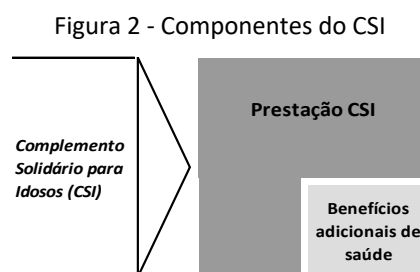 Figura 2 - Componentes do CSI
Prestação CSI
Complemento
Solidário para
Idosos (CSI)
Benefícios
adicionais de
saúde